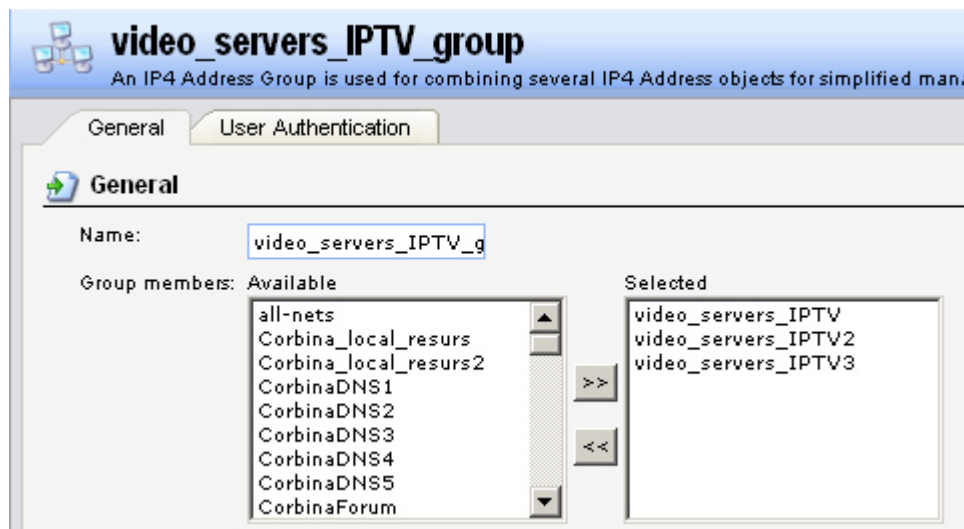 video_servers_IPTV_group
An IP4 Address Group is used for combining several IP4 Address objects for simplified man
General
User Authentication
General
Name:
video_servers_IPTV_g
Group members:
Available
Selected
all-nets
Corbina_local_resurs
Corbina_local_resurs2
CorbinaDNS1
CorbinaDNS2
CorbinaDNS3
CorbinaDNS4
CorbinaDNS5
CorbinaForum
>>
<<
video_servers_IPTV
video_servers_IPTV2
video_servers_IPTV3